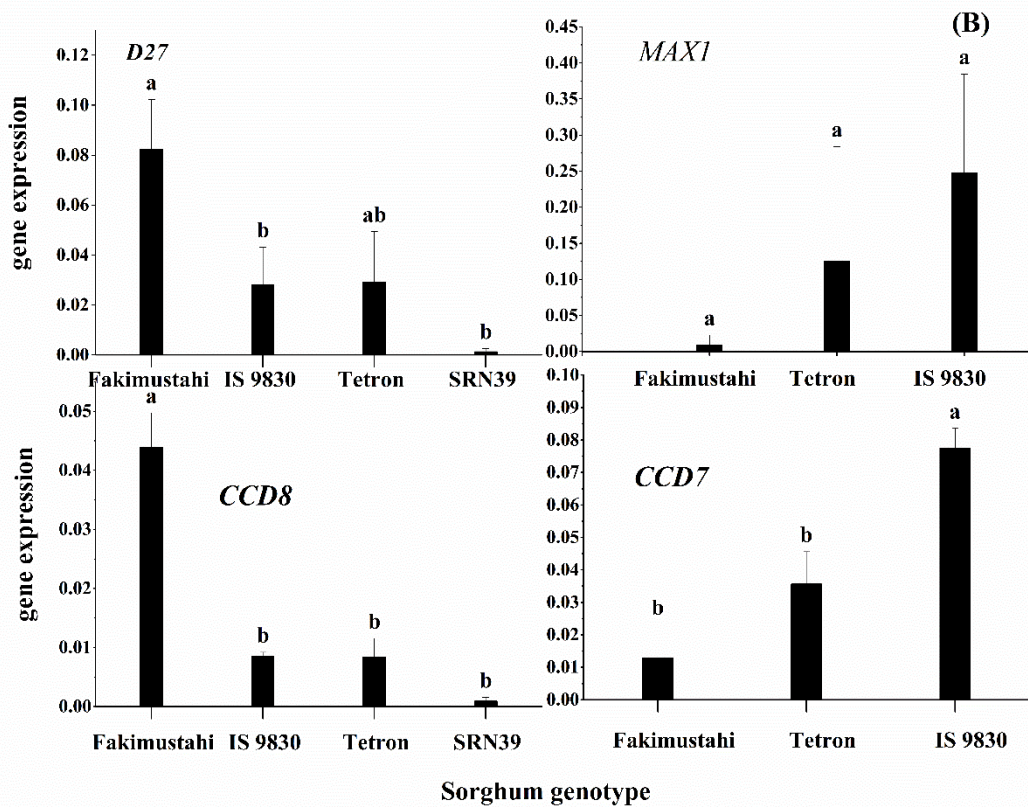 (B)
D27
a
b
ab
b
0.12
0.10
0.08
0.06
0.04
0.02
0.00
gene expression
Fakimustahi IS 9830 Tetron SRN39
MAX1
a
a
a
0.45
0.40
0.35
0.30
0.25
0.20
0.15
0.10
0.05
0.00
Fakimustahi Tetron IS 9830
CCD8
a
b
b
b
0.05
0.04
0.03
0.02
0.01
0.00
gene expression
Fakimustahi IS 9830 Tetron SRN39
CCD7
b
b
a
0.10
0.09
0.08
0.07
0.06
0.05
0.04
0.03
0.02
0.01
0.00
Fakimustahi Tetron IS 9830
Sorghum genotype